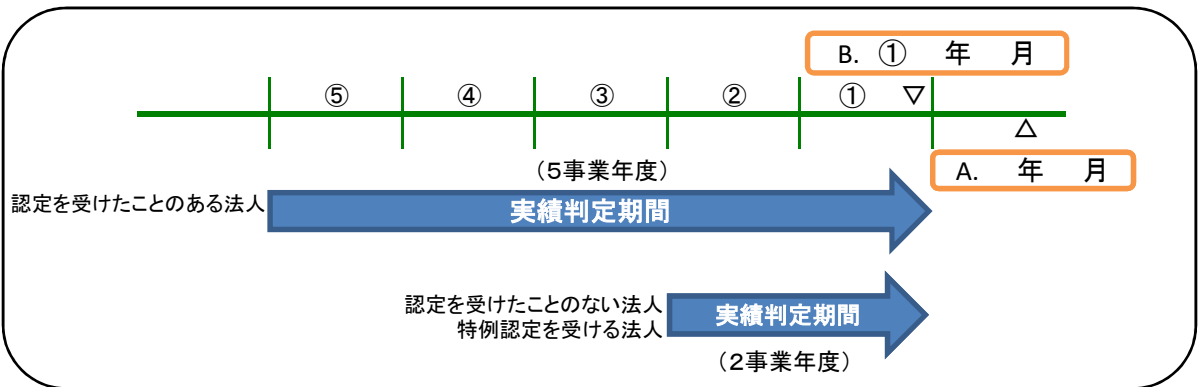 B. ① 年 月
⑤ ④ ③ ② ① ▽
△
A. 年 月
(5事業年度)
認定を受けたことのある法人
実績判定期間
認定を受けたことのない法人
特例認定を受ける法人
実績判定期間
(2事業年度)